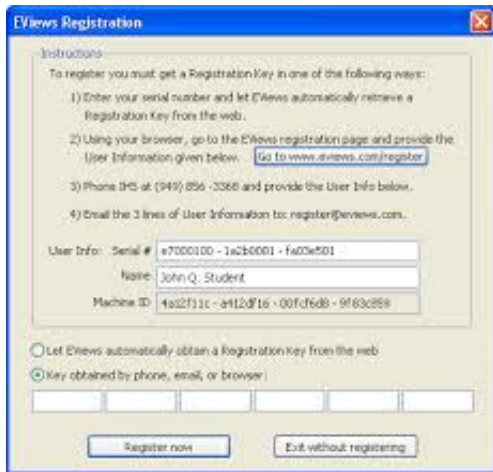 EViews Registration
Instructions
To register you must get a Registration Key in one of the following ways:
1) Enter your serial number and let EViews automatically retrieve a
Registration Key from the web.
2) Using your browser, go to the EViews registration page and provide the
User Information given below. Go to www.eviews.com/register
3) Phone IHS at (949) 856-3368 and provide the User Info below.
4) Email the 3 lines of User Information to: register@eviews.com.
User Info: Serial # e7000100 - 1a2b0001 - fa03e501
Name John Q. Student
Machine ID
Let EViews automatically obtain a Registration Key from the web
Key obtained by phone, email, or browser:
Register now Exit without registering